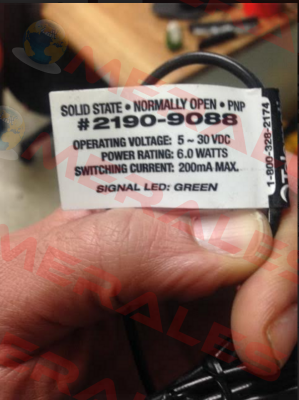 SOLID STATE • NORMALLY OPEN • PNP
#2190-9088
OPERATING VOLTAGE: 5 ~ 30 VDC
POWER RATING: 6.0 WATTS
SWITCHING CURRENT: 200mA MAX.
SIGNAL LED: GREEN
1-800-328-2174